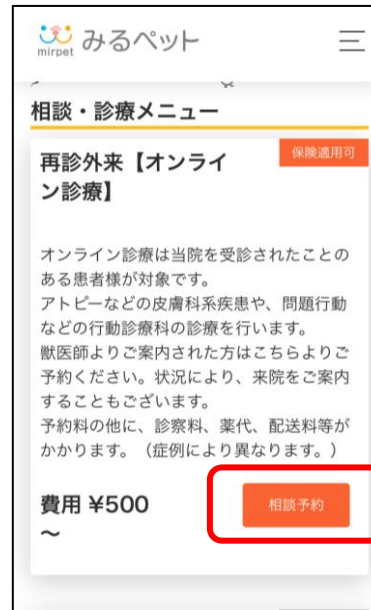 みるペット
mirpet
相談・診療メニュー
保険適用可
再診外来【オンライ
ン診療】
オンライン診療は当院を受診されたことの
ある患者様が対象です。
アトピーなどの皮膚科系疾患や、問題行動
などの行動診療科の診療を行います。
獣医師よりご案内された方はこちらよりご
予約ください。状況により、来院をご案内
することもございます。
予約料の他に、診察料、薬代、配送料等が
かかります。（症例により異なります。）
費用 ¥500
～
相談予約